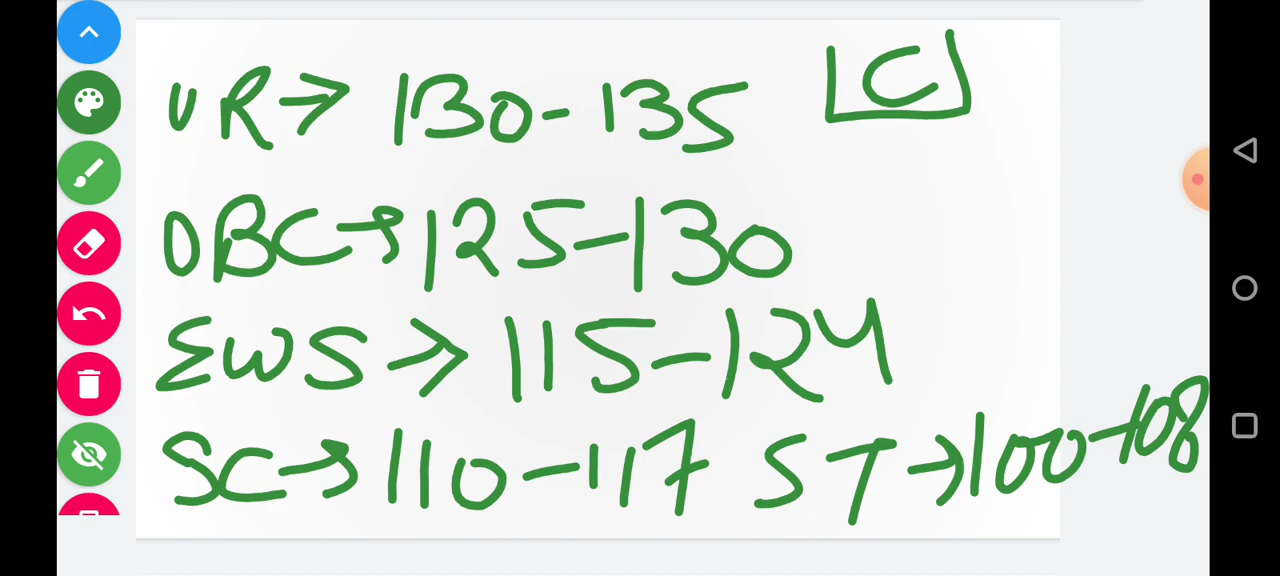 UR → 130-135 C
OBC → 125-130
EWS → 115-124
SC → 110-117 ST → 100-108